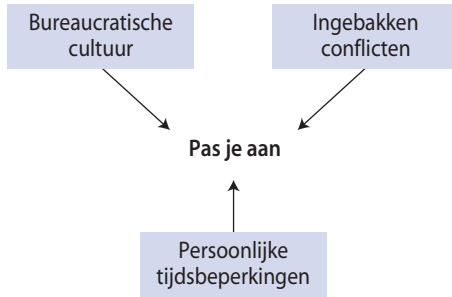 Bureaucratische
cultuur
Ingebakken
conflicten
Pas je aan
Persoonlijke
tijdsbeperkingen